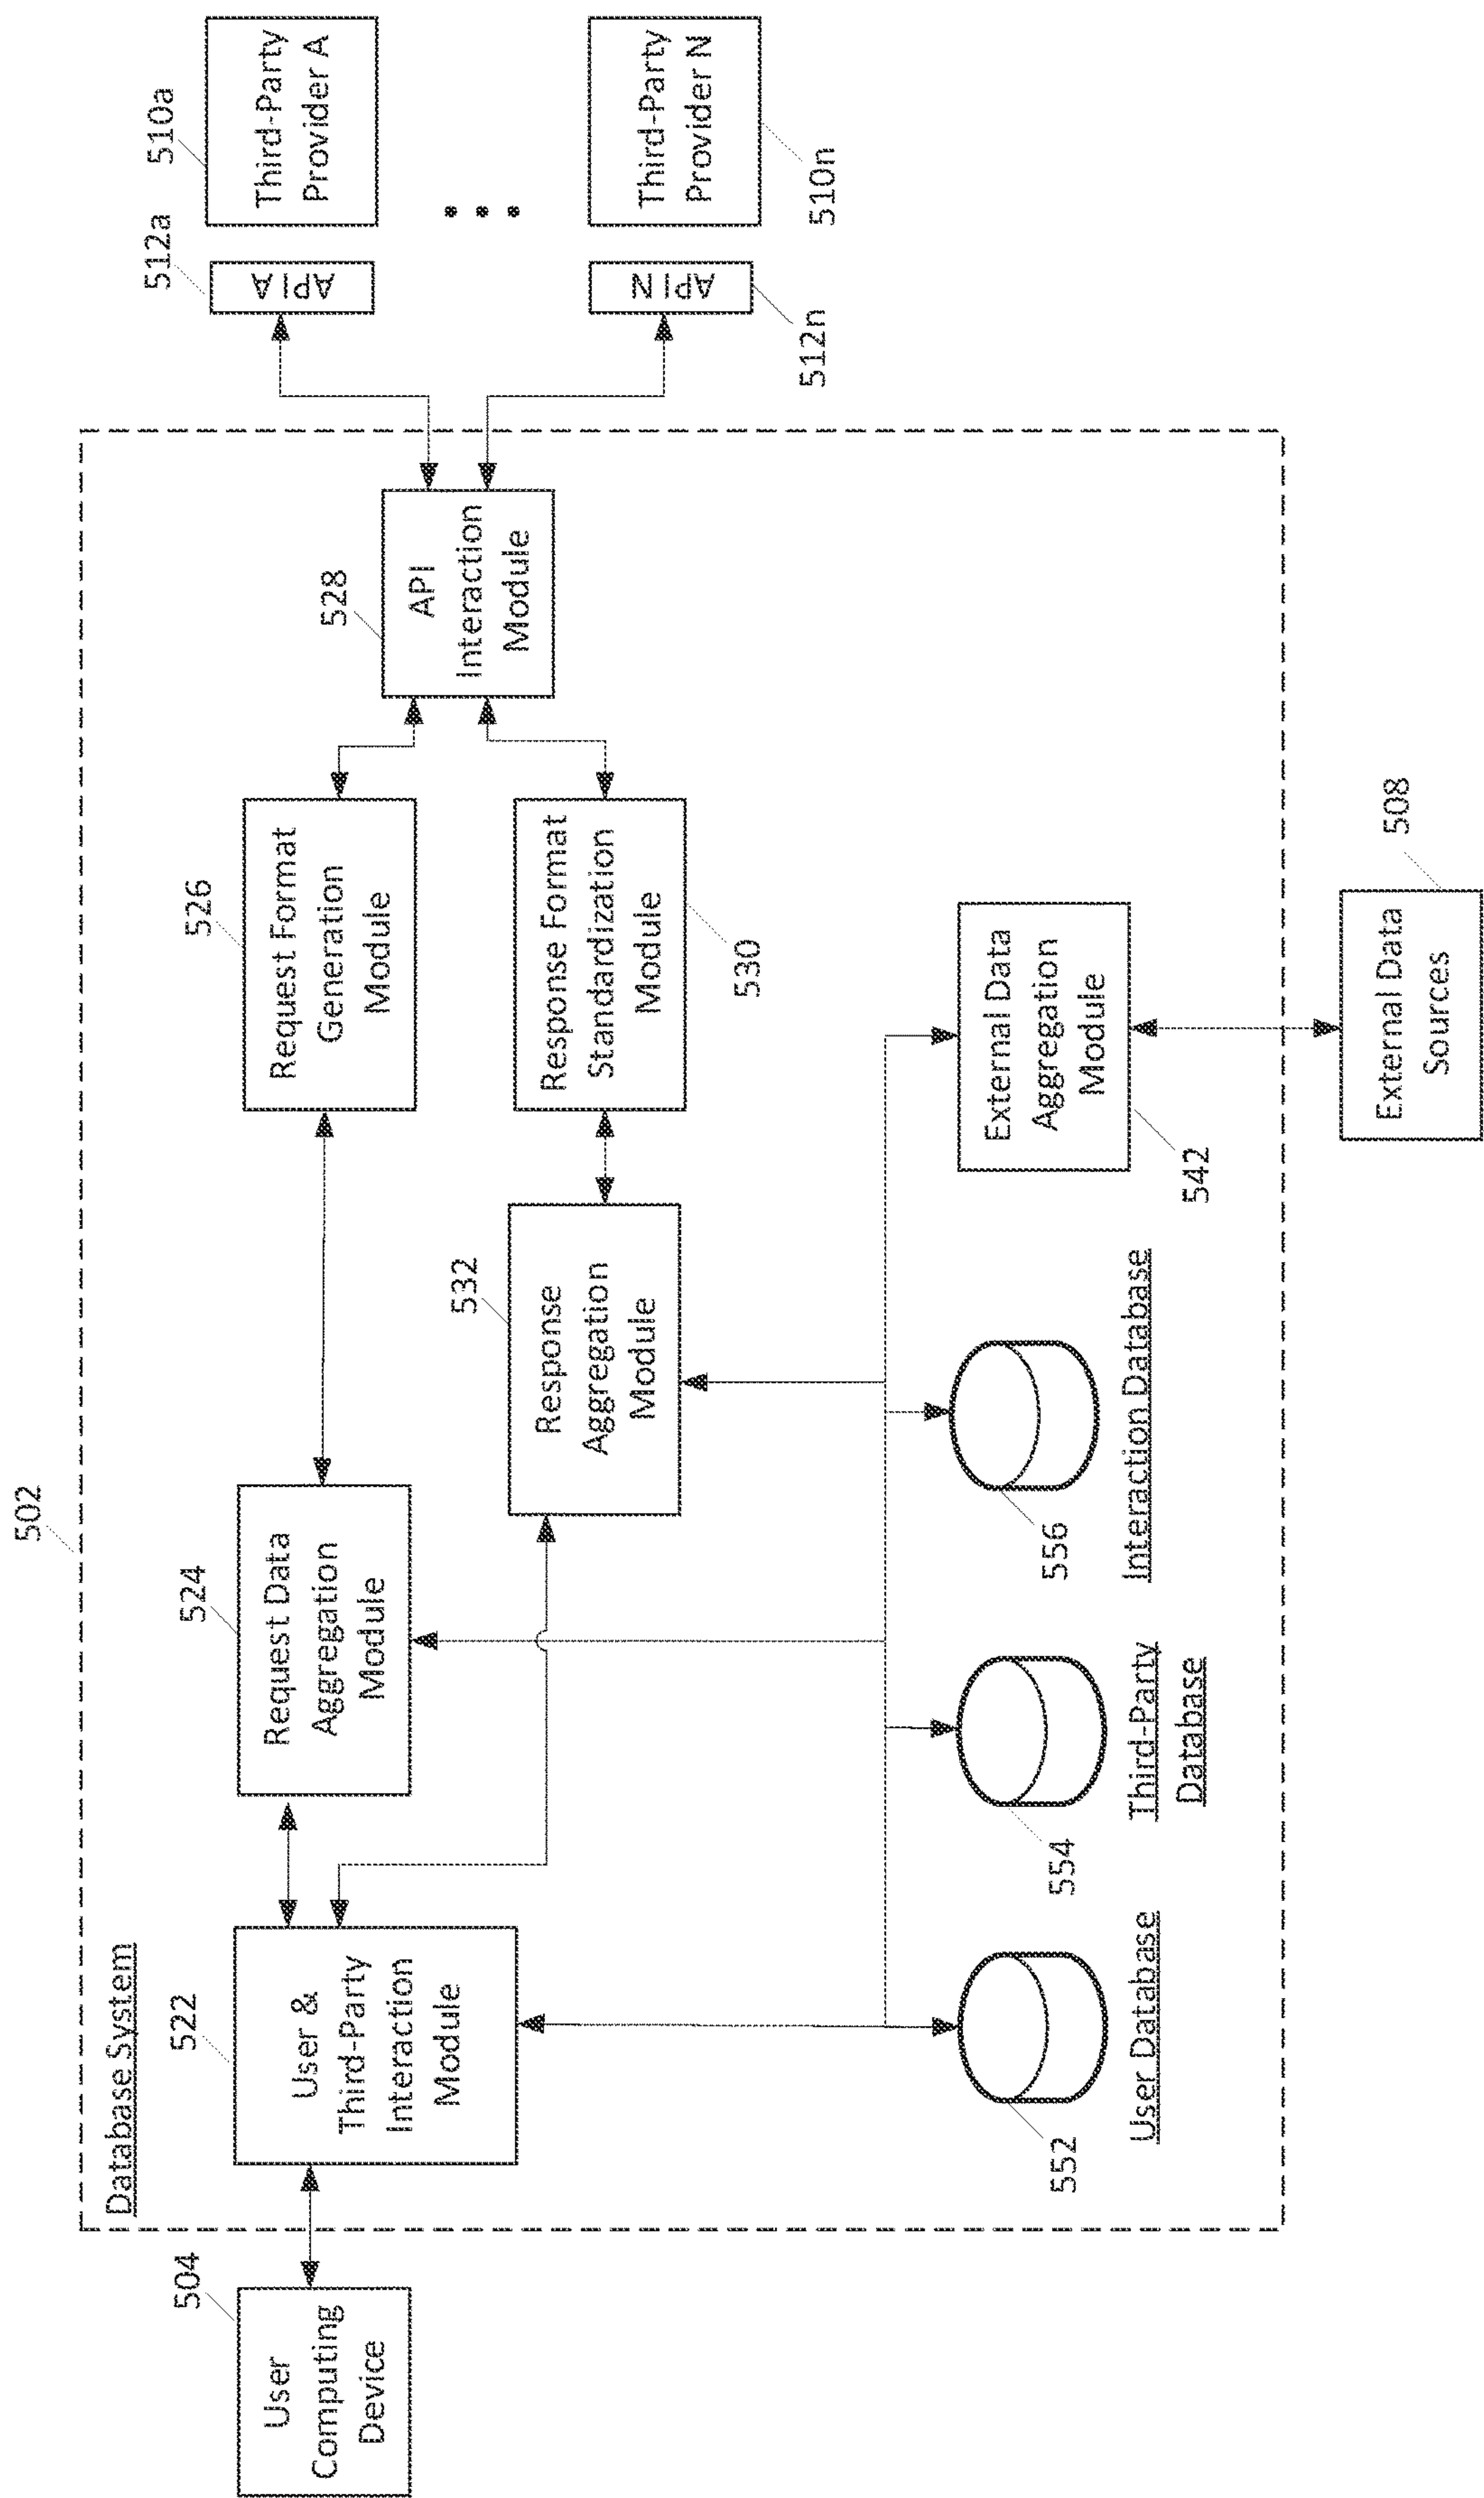 502
Database System
504
User
Computing
Device
522
User &
Third-Party
Interaction
Module
524
Request Data
Aggregation
Module
526
Request Format
Generation
Module
528
API
Interaction
Module
512a
API A
510a
Third-Party
Provider A
512n
API N
510n
Third-Party
Provider N
532
Response
Aggregation
Module
530
Response Format
Standardization
Module
552
User Database
554
Third-Party
Database
556
Interaction Database
542
External Data
Aggregation
Module
508
External Data
Sources